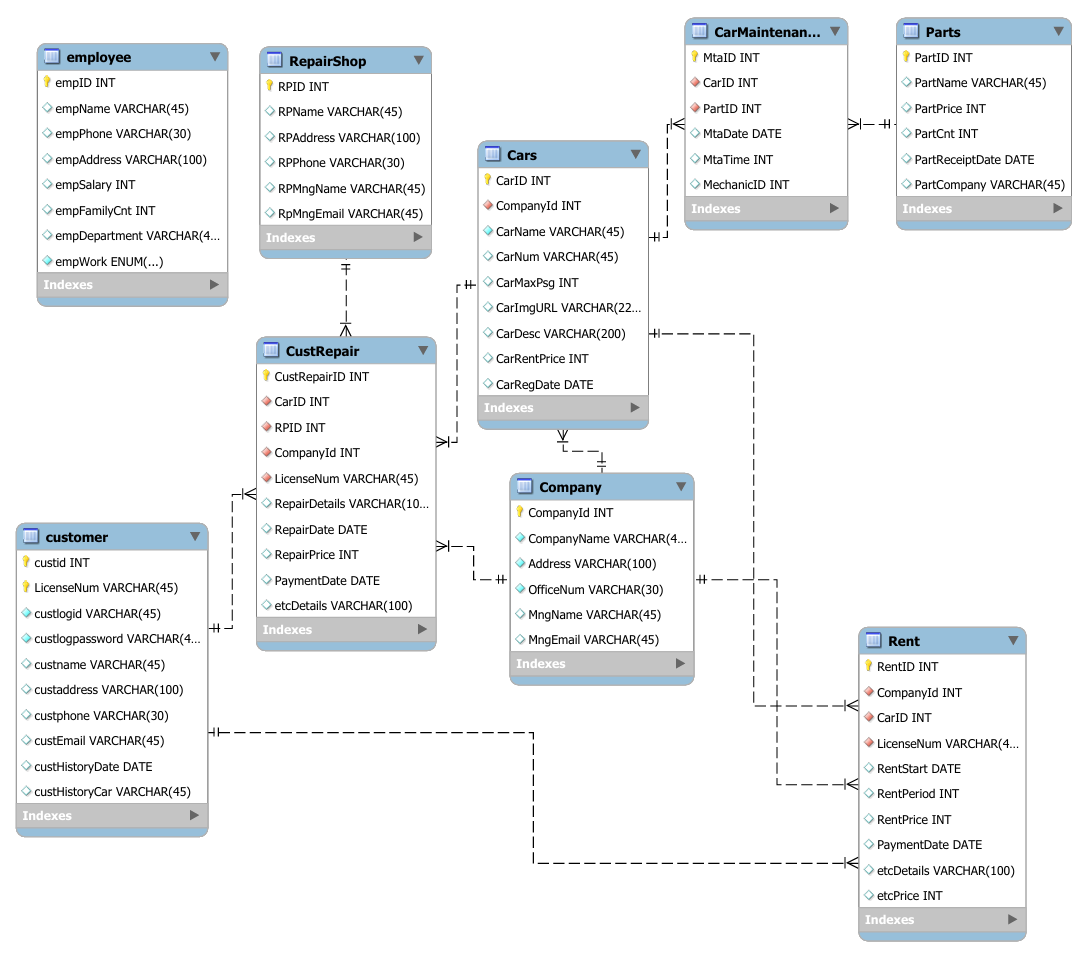 employee
empID INT
empName VARCHAR(45)
empPhone VARCHAR(30)
empAddress VARCHAR(100)
empSalary INT
empFamilyCnt INT
empDepartment VARCHAR(4...
empWork ENUM(...)
Indexes
RepairShop
RPID INT
RPName VARCHAR(45)
RPAddress VARCHAR(100)
RPPhone VARCHAR(30)
RPMngName VARCHAR(45)
RpMngEmail VARCHAR(45)
Indexes
Cars
CarID INT
CompanyId INT
CarName VARCHAR(45)
CarNum VARCHAR(45)
CarMaxPsg INT
CarImgURL VARCHAR(22...
CarDesc VARCHAR(200)
CarRentPrice INT
CarRegDate DATE
Indexes
CarMaintenan...
MtaID INT
CarID INT
PartID INT
MtaDate DATE
MtaTime INT
MechanicID INT
Indexes
Parts
PartID INT
PartName VARCHAR(45)
PartPrice INT
PartCnt INT
PartReceiptDate DATE
PartCompany VARCHAR(45)
Indexes
CustRepair
CustRepairID INT
CarID INT
RPID INT
CompanyId INT
LicenseNum VARCHAR(45)
RepairDetails VARCHAR(10...
RepairDate DATE
RepairPrice INT
PaymentDate DATE
etcDetails VARCHAR(100)
Indexes
customer
custid INT
LicenseNum VARCHAR(45)
custlogid VARCHAR(45)
custlogpassword VARCHAR(4...
custname VARCHAR(45)
custaddress VARCHAR(100)
custphone VARCHAR(30)
custEmail VARCHAR(45)
custHistoryDate DATE
custHistoryCar VARCHAR(45)
Indexes
Company
CompanyId INT
CompanyName VARCHAR(4...
Address VARCHAR(100)
OfficeNum VARCHAR(30)
MngName VARCHAR(45)
MngEmail VARCHAR(45)
Indexes
Rent
RentID INT
CompanyId INT
CarID INT
LicenseNum VARCHAR(4...
RentStart DATE
RentPeriod INT
RentPrice INT
PaymentDate DATE
etcDetails VARCHAR(100)
etcPrice INT
Indexes